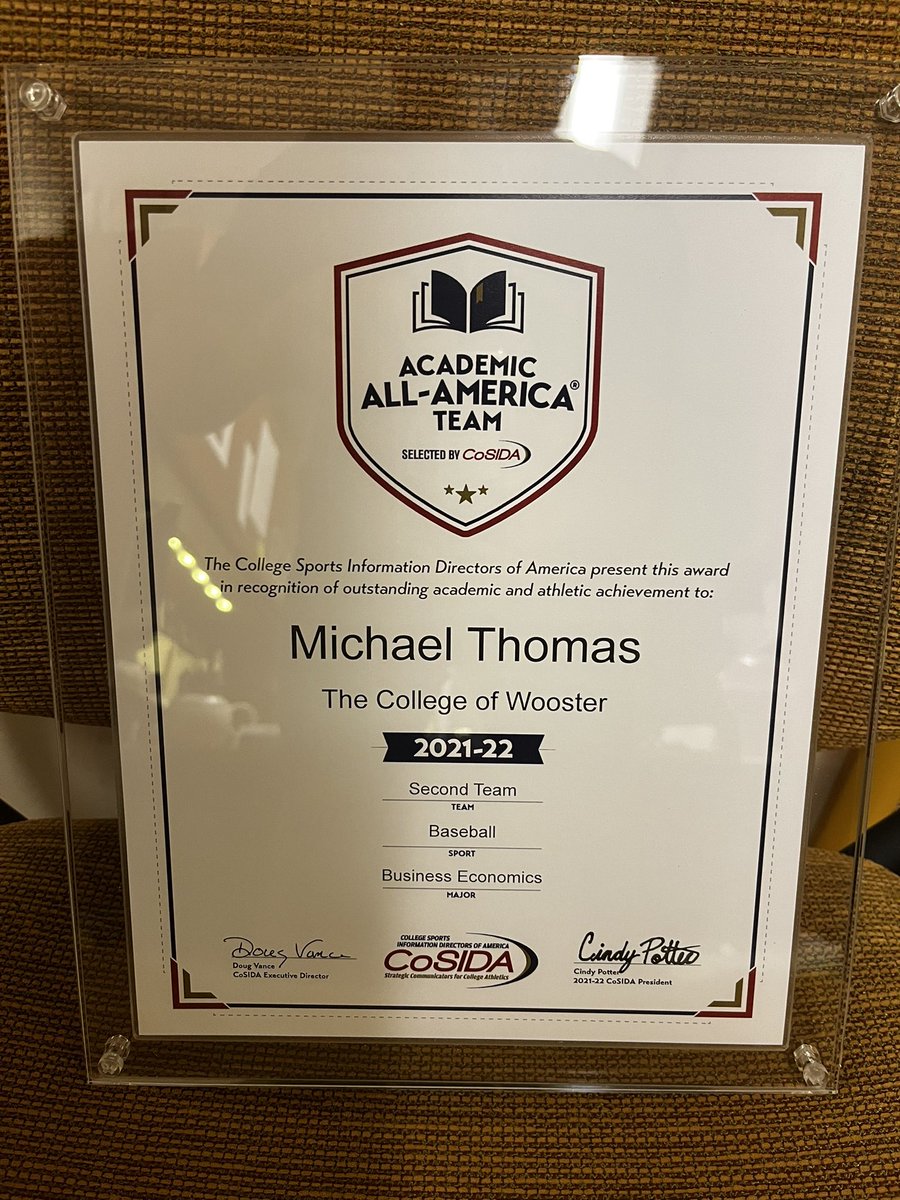 ACADEMIC
ALL-AMERICA®
TEAM
SELECTED BY CoSIDA
The College Sports Information Directors of America present this award
in recognition of outstanding academic and athletic achievement to:
Michael Thomas
The College of Wooster
2021-22
Second Team
TEAM
Baseball
SPORT
Business Economics
MAJOR
Doug Vance
Doug Vance
CoSIDA Executive Director
COLLEGE SPORTS
INFORMATION DIRECTORS OF AMERICA
CoSIDA
Strategic Communicators for College Athletics
Cindy Potter
Cindy Potter
2021-22 CoSIDA President